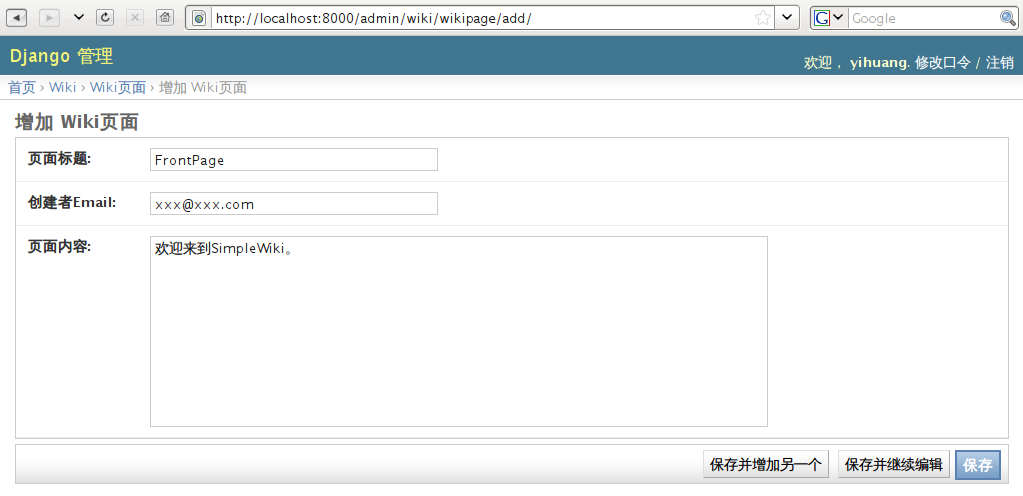 http://localhost:8000/admin/wiki/wikipage/add/
G
Google
Django 管理
欢迎， yihuang. 修改口令 / 注销
首页 › Wiki › Wiki页面 › 增加 Wiki页面
增加 Wiki页面
页面标题: FrontPage
创建者Email: xxx@xxx.com
页面内容: 欢迎来到SimpleWiki。
保存并增加另一个 保存并继续编辑 保存